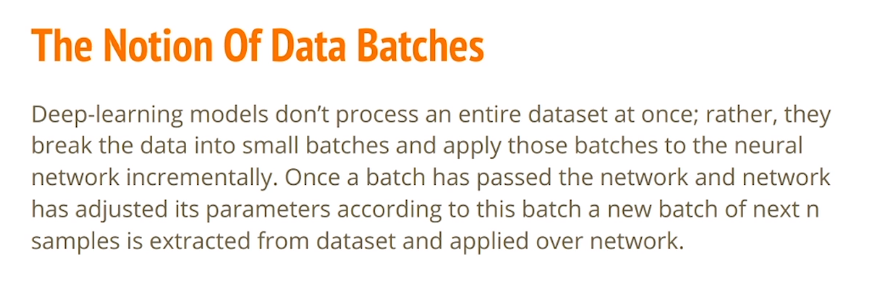 The Notion Of Data Batches
Deep-learning models don't process an entire dataset at once; rather, they
break the data into small batches and apply those batches to the neural
network incrementally. Once a batch has passed the network and network
has adjusted its parameters according to this batch a new batch of next n
samples is extracted from dataset and applied over network.